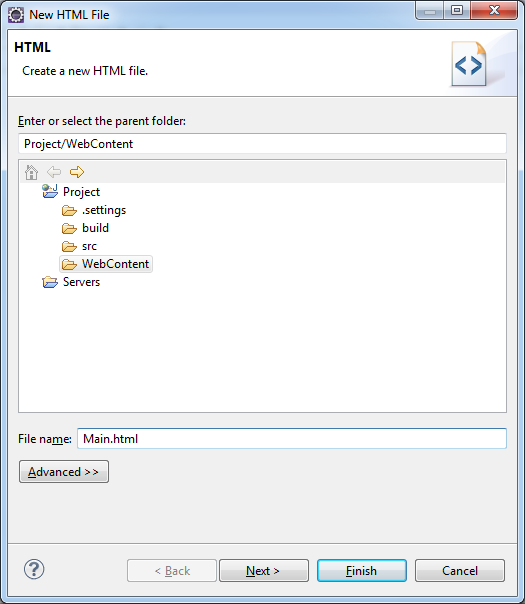 New HTML File
HTML
Create a new HTML file.
Enter or select the parent folder:
Project/WebContent
Project
.settings
build
src
WebContent
Servers
File name: Main.html
Advanced >>
< Back Next > Finish Cancel